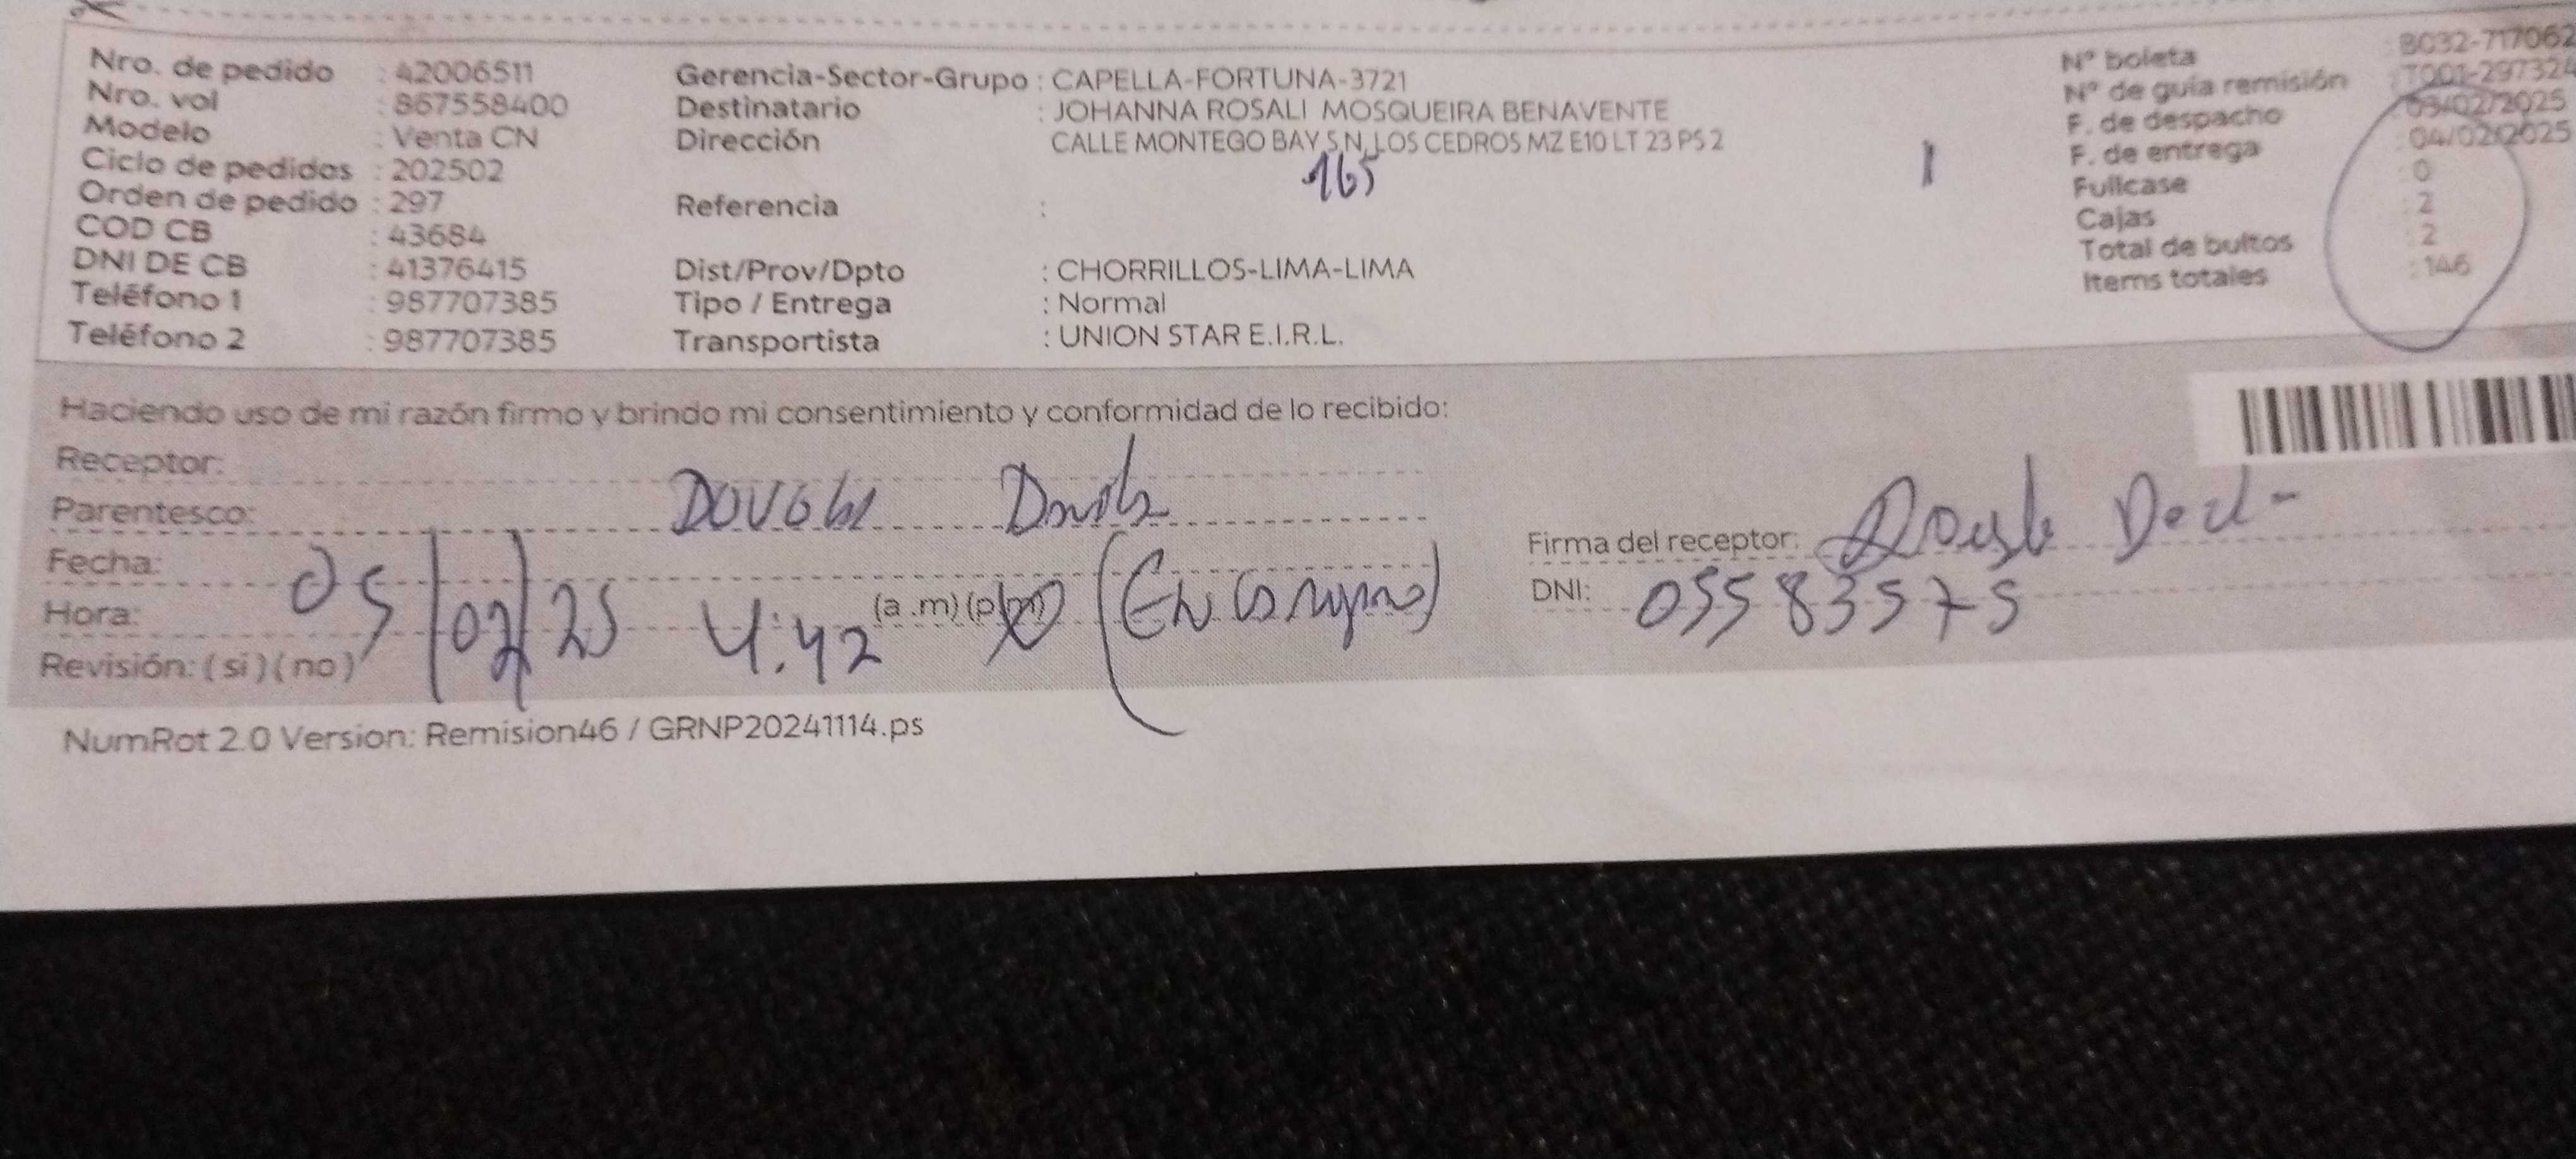 Nro. de pedido : 42006511
Nro. vol : 867558400
Modelo : Venta CN
Ciclo de pedidos : 202502
Orden de pedido : 297
COD CB : 43684
DNI DE CB : 41376415
Teléfono 1 : 987707385
Teléfono 2 : 987707385
Gerencia-Sector-Grupo : CAPELLA-FORTUNA-3721
Destinatario : JOHANNA ROSALI MOSQUEIRA BENAVENTE
Dirección CALLE MONTEGO BAY S N, LOS CEDROS MZ E10 LT 23 PS 2
165
Referencia :
Dist/Prov/Dpto : CHORRILLOS-LIMA-LIMA
Tipo / Entrega : Normal
Transportista : UNION STAR E.I.R.L.
N° boleta : B032-717062
N° de guía remisión : T001-297324
F. de despacho : 03/02/2025
F. de entrega : 04/02/2025
Fullcase : 0
Cajas : 2
Total de bultos : 2
Items totales : 146
Haciendo uso de mi razón firmo y brindo mi consentimiento y conformidad de lo recibido:
Receptor:
Parentesco:
Fecha: 05/02/25
Hora: 4:42 (a.m) (p.m)
Revisión: (si) (no)
Firma del receptor:
DNI: 05583575
NumRot 2.0 Version: Remision46 / GRNP20241114.ps